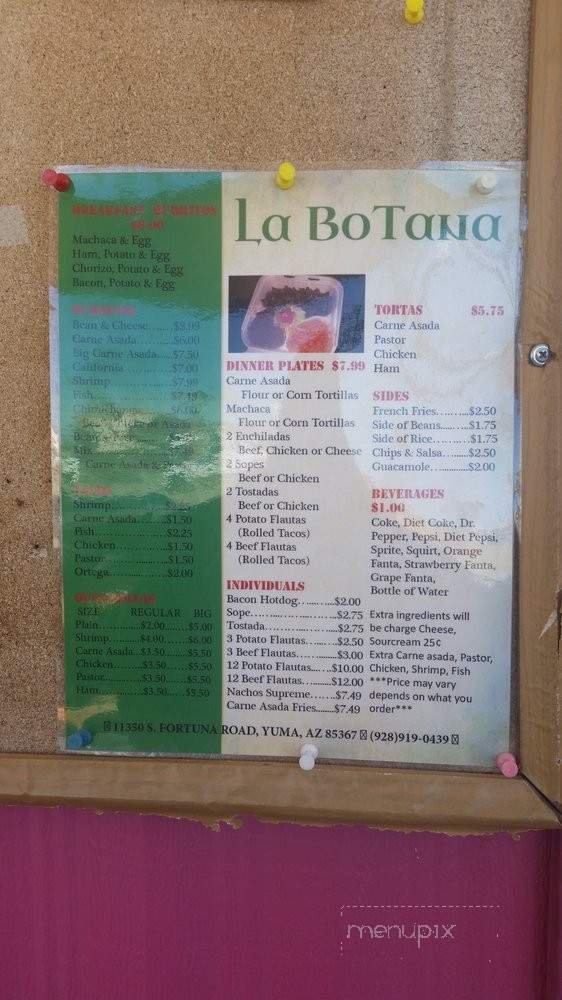 La BoTana
BREAKFAST BURRITOS
$6.00
Machaca & Egg
Ham, Potato & Egg
Chorizo, Potato & Egg
Bacon, Potato & Egg
Bean & Cheese.......$3.99
Carne Asada.........$6.00
Big Carne Asada....$7.50
California............$7.00
Shrimp...............$7.99
Fish...................$7.49
Chimichanga........$6.00
Asada
Mix
Carne Asada &
Shrimp..............$2.25
Carne Asada........$1.50
Fish...................$2.25
Chicken.............$1.50
Pastor................$1.50
Ortega...............$2.00
QUESADILLAS
SIZE REGULAR BIG
Plain..........$2.00......$5.00
Shrimp........$4.00......$6.00
Carne Asada...$3.50.....$5.50
Chicken........$3.50.....$5.50
Pastor..........$3.50.....$5.50
Ham............$3.50.....$5.50
DINNER PLATES $7.99
Carne Asada
Flour or Corn Tortillas
Machaca
Flour or Corn Tortillas
2 Enchiladas
Beef, Chicken or Cheese
2 Sopes
Beef or Chicken
2 Tostadas
Beef or Chicken
4 Potato Flautas
(Rolled Tacos)
4 Beef Flautas
(Rolled Tacos)
INDIVIDUALS
Bacon Hotdog.........$2.00
Sope.......................$2.75
Tostada....................$2.75
3 Potato Flautas.......$2.50
3 Beef Flautas..........$3.00
12 Potato Flautas.....$10.00
12 Beef Flautas........$12.00
Nachos Supreme......$7.49
Carne Asada Fries.....$7.49
TORTAS $5.75
Carne Asada
Pastor
Chicken
Ham
SIDES
French Fries.........$2.50
Side of Beans........$1.75
Side of Rice..........$1.75
Chips & Salsa........$2.50
Guacamole...........$2.00
BEVERAGES
$1.00
Coke, Diet Coke, Dr.
Pepper, Pepsi, Diet Pepsi,
Sprite, Squirt, Orange
Fanta, Strawberry Fanta,
Grape Fanta,
Bottle of Water
Extra ingredients will
be charge Cheese,
Sourcream 25¢
Extra Carne asada, Pastor,
Chicken, Shrimp, Fish
***Price may vary
depends on what you
order***
11350 S. FORTUNA ROAD, YUMA, AZ 85367 (928)919-0439
menupix